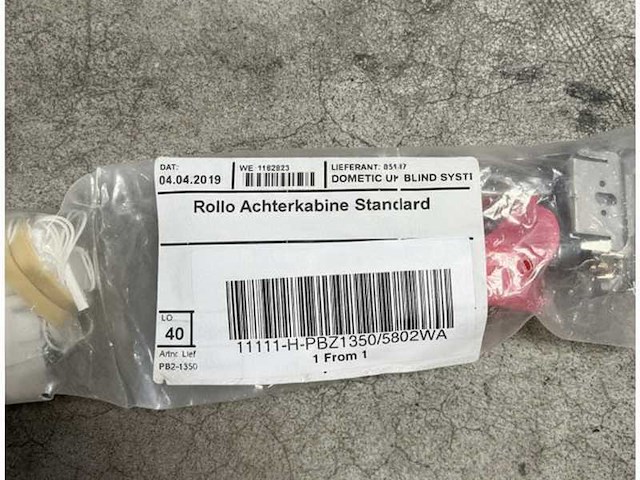 DAT:
04.04.2019
WE 1182823
LIEFERANT:
DOMETIC UK BLIND SYSTI
Rollo Achterkabine Standard
LO
40
11111-H-PBZ1350/5802WA
1 From 1
Artnr. Lief
PB2-1350